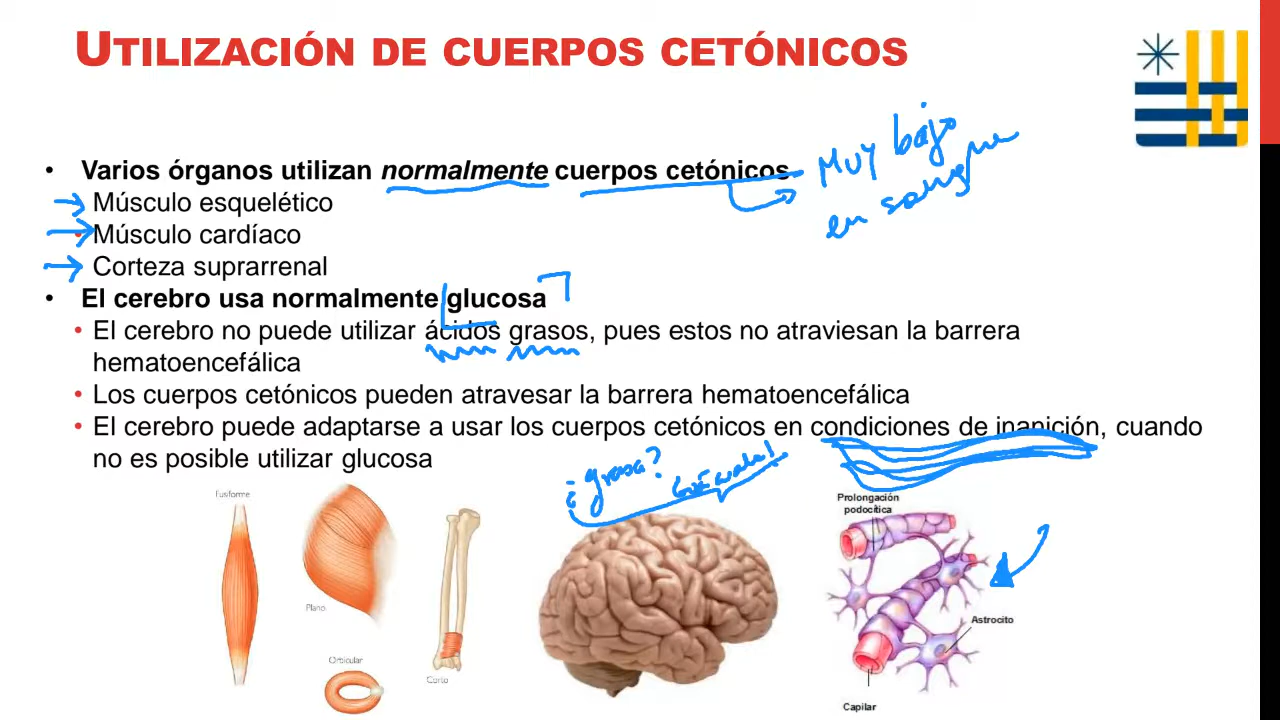 UTILIZACIÓN DE CUERPOS CETÓNICOS
• Varios órganos utilizan normalmente cuerpos cetónicos
Muy bajo
en sangre
Músculo esquelético
• Músculo cardíaco
Corteza suprarrenal
• El cerebro usa normalmente glucosa
• El cerebro no puede utilizar ácidos grasos, pues estos no atraviesan la barrera
hematoencefálica
• Los cuerpos cetónicos pueden atravesar la barrera hematoencefálica
• El cerebro puede adaptarse a usar los cuerpos cetónicos en condiciones de inanición, cuando
no es posible utilizar glucosa
¿grasa?
Fusiforme
Plano
Orbicular
Corto
Prolongación
podocítica
Astrocito
Capilar